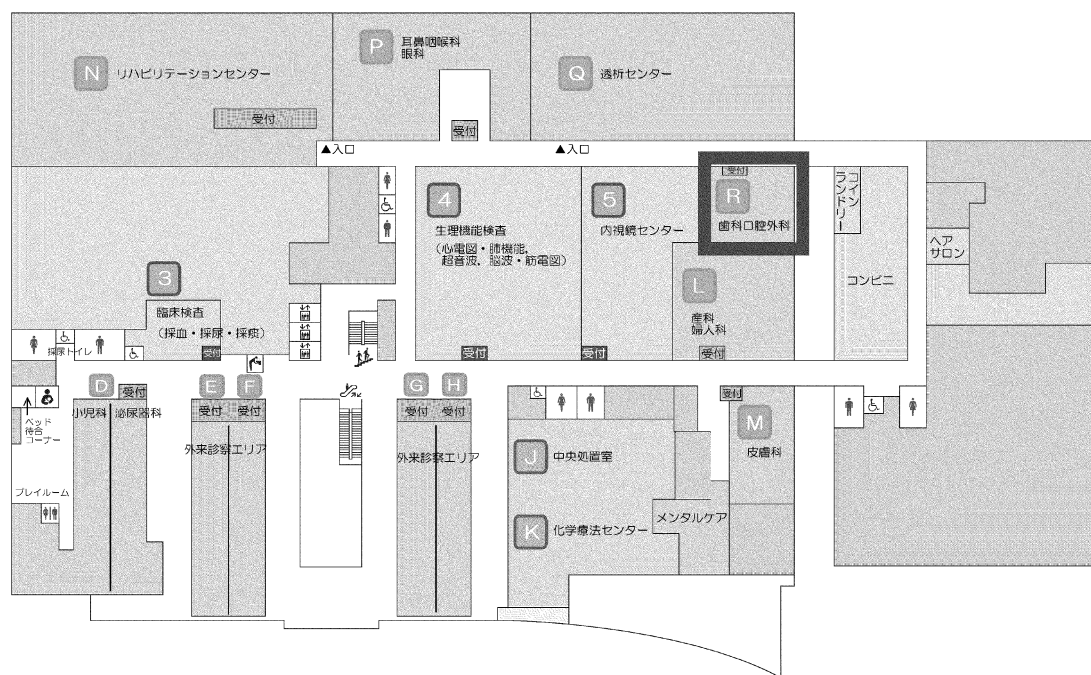 N リハビリテーションセンター
受付
P 耳鼻咽喉科
眼科
受付
Q 透析センター
▲入口
▲入口
4
生理機能検査
(心電図・肺機能,
超音波, 脳波・筋電図)
受付
5
内視鏡センター
受付
受付
R
歯科口腔外科
L
産科
婦人科
受付
コイン
ランドリー
コンビニ
ヘア
サロン
3
臨床検査
(採血・採尿・採痰)
受付
採尿トイレ
ベッド
待合
コーナー
プレイルーム
D
受付
小児科
泌尿器科
E F
受付 受付
外来診察エリア
G H
受付 受付
外来診察エリア
J 中央処置室
K 化学療法センター
メンタルケア
受付
M
皮膚科